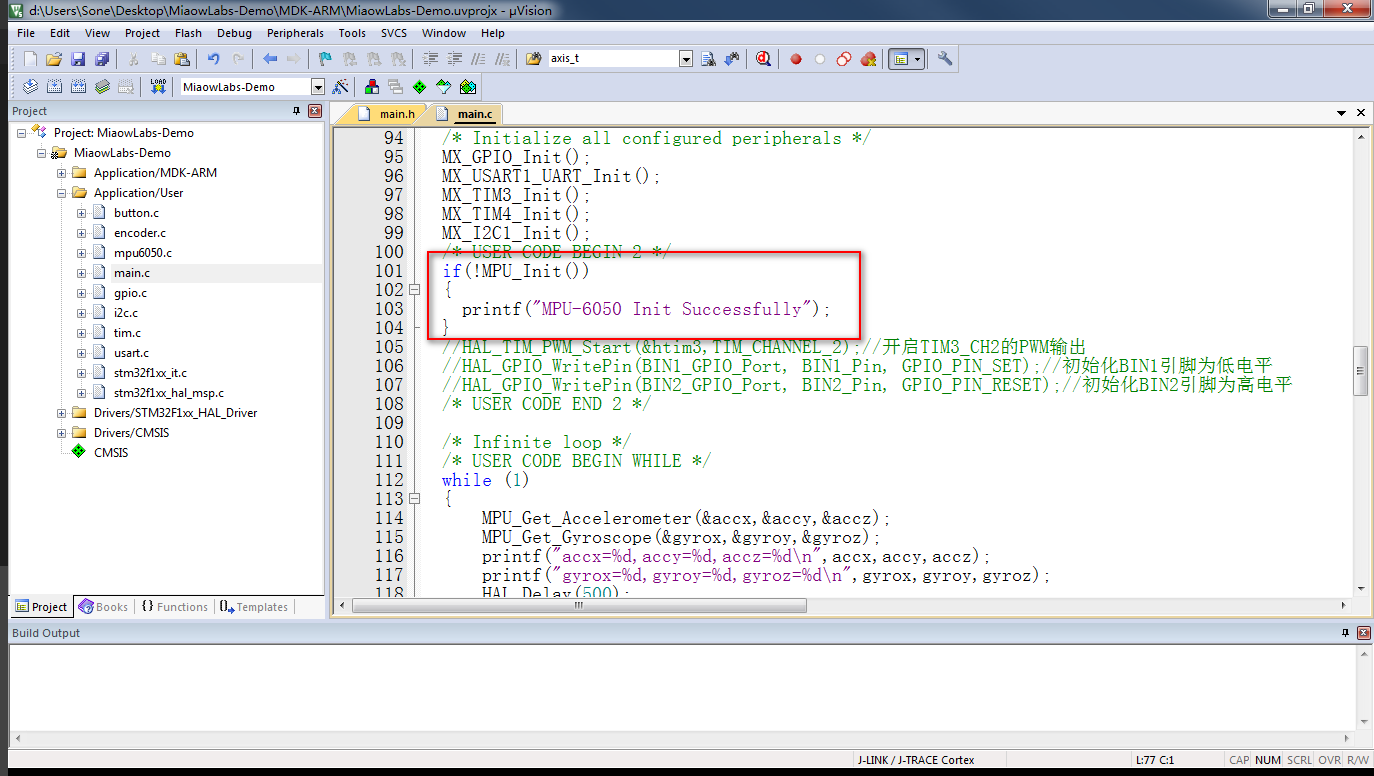 d:\Users\Sone\Desktop\MiaowLabs-Demo\MDK-ARM\MiaowLabs-Demo.uvprojx - µVision
File Edit View Project Flash Debug Peripherals Tools SVCS Window Help
axis_t
LOAD MiaowLabs-Demo
Project
Project: MiaowLabs-Demo
MiaowLabs-Demo
Application/MDK-ARM
Application/User
button.c
encoder.c
mpu6050.c
main.c
gpio.c
i2c.c
tim.c
usart.c
stm32f1xx_it.c
stm32f1xx_hal_msp.c
Drivers/STM32F1xx_HAL_Driver
Drivers/CMSIS
CMSIS
Project Books {} Functions Templates
main.h main.c
94 /* Initialize all configured peripherals */
95 MX_GPIO_Init();
96 MX_USART1_UART_Init();
97 MX_TIM3_Init();
98 MX_TIM4_Init();
99 MX_I2C1_Init();
100 /* USER CODE BEGIN 2 */
101 if(!MPU_Init())
102 {
103 printf("MPU-6050 Init Successfully");
104 }
105 //HAL_TIM_PWM_Start(&htim3,TIM_CHANNEL_2);//开启TIM3_CH2的PWM输出
106 //HAL_GPIO_WritePin(BIN1_GPIO_Port, BIN1_Pin, GPIO_PIN_SET);//初始化BIN1引脚为低电平
107 //HAL_GPIO_WritePin(BIN2_GPIO_Port, BIN2_Pin, GPIO_PIN_RESET);//初始化BIN2引脚为高电平
108 /* USER CODE END 2 */
109
110 /* Infinite loop */
111 /* USER CODE BEGIN WHILE */
112 while (1)
113 {
114 MPU_Get_Accelerometer(&accx,&accy,&accz);
115 MPU_Get_Gyroscope(&gyrox,&gyroy,&gyroz);
116 printf("accx=%d,accy=%d,accz=%d\n",accx,accy,accz);
117 printf("gyrox=%d,gyroy=%d,gyroz=%d\n",gyrox,gyroy,gyroz);
118 HAL_Delay(500);
Build Output
J-LINK / J-TRACE Cortex L:77 C:1 CAP NUM SCRL OVR R/W